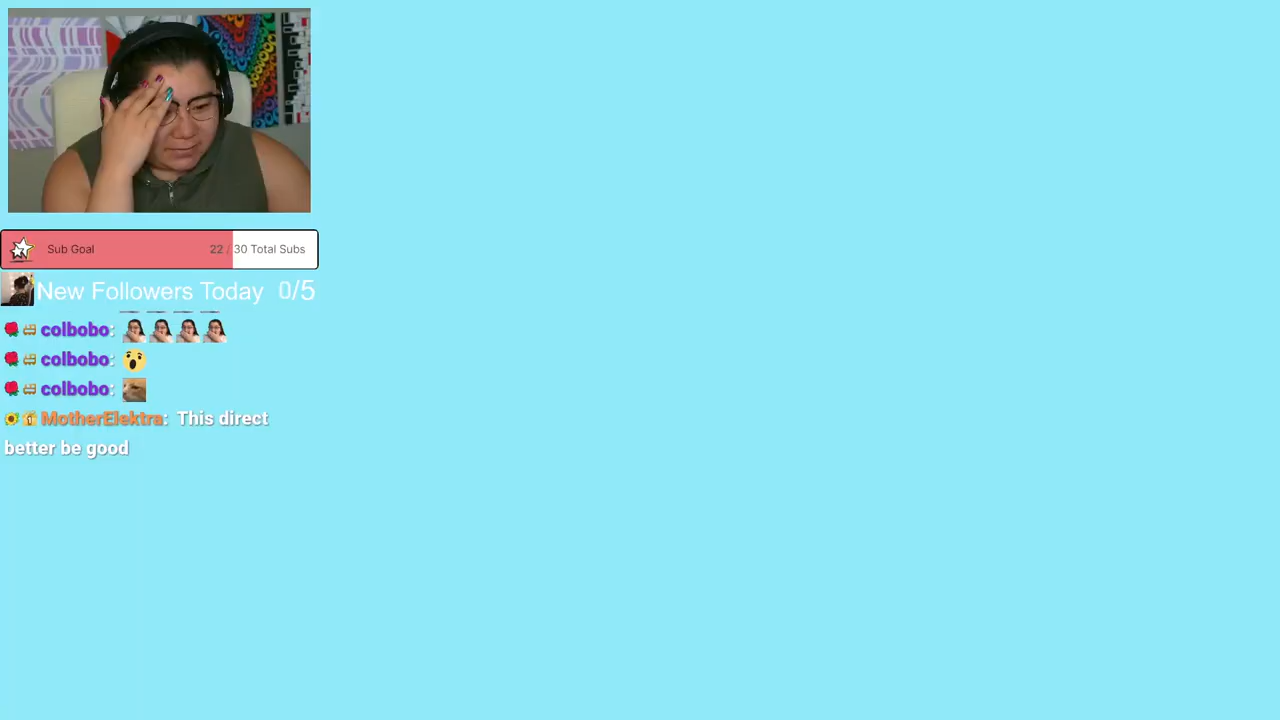 Sub Goal 22 / 30 Total Subs
New Followers Today 0/5
colbobo:
colbobo:
colbobo:
MotherElektra: This direct
better be good